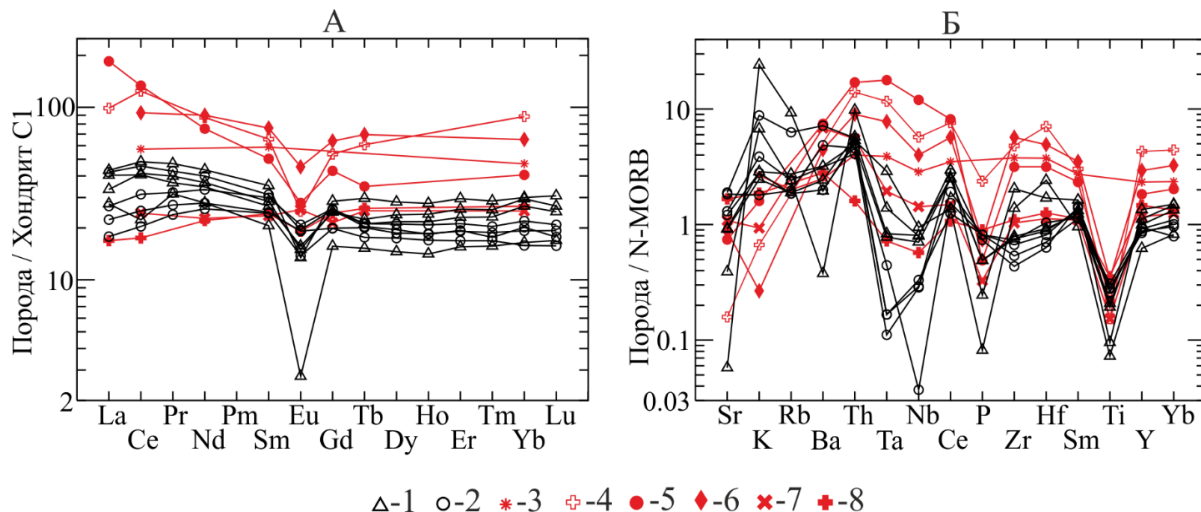 А
Порода / Хондрит C1
100
10
2
La Pr Pm Eu Tb Ho Tm Lu
Ce Nd Sm Gd Dy Er Yb
Б
Порода / N-MORB
10
1
0.1
0.03
Sr Rb Th Nb P Hf Ti Yb
K Ba Ta Ce Zr Sm Y
-1 -2 -3 -4 -5 -6 -7 -8